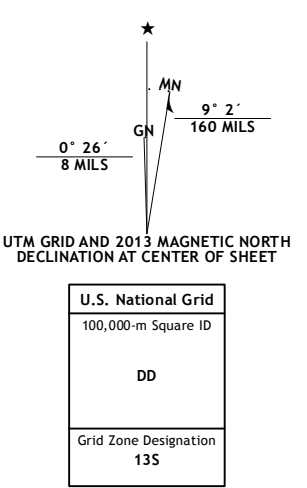 ★
MN
GN
9° 2´
160 MILS
0° 26´
8 MILS
UTM GRID AND 2013 MAGNETIC NORTH
DECLINATION AT CENTER OF SHEET
U.S. National Grid
100,000-m Square ID
DD
Grid Zone Designation
13S